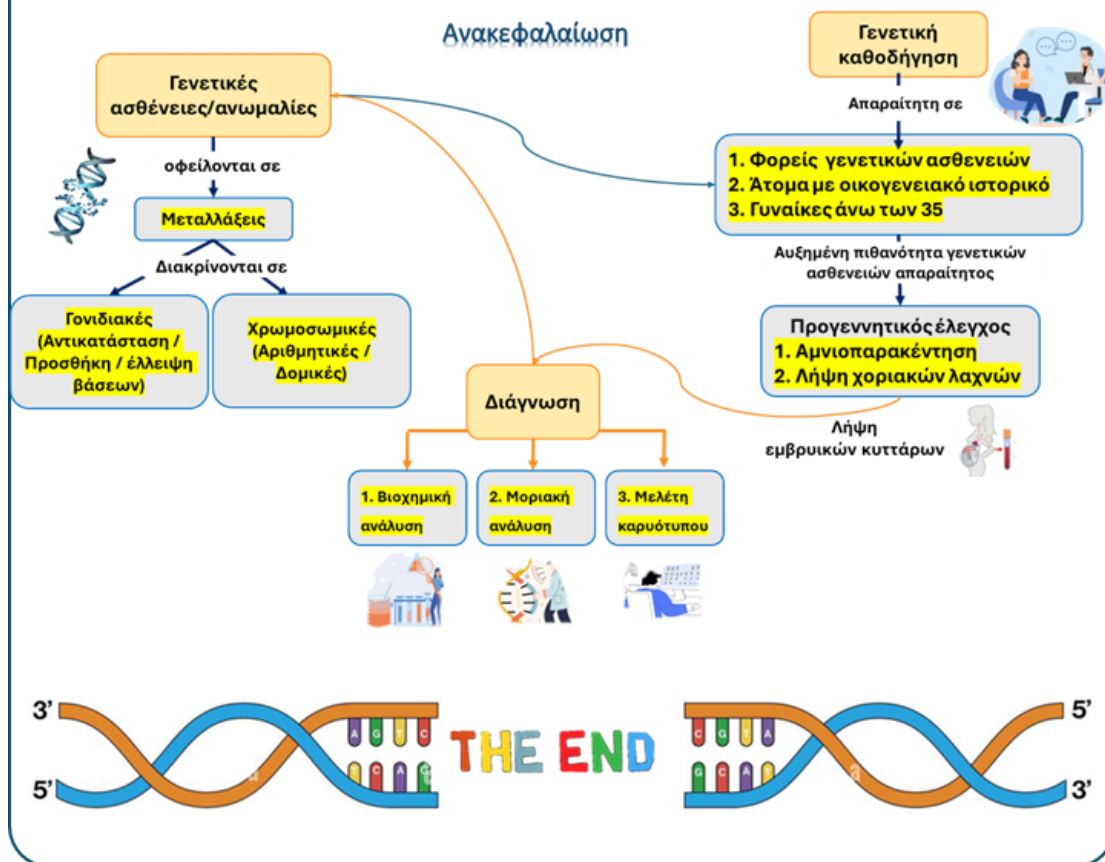 Ανακεφαλαίωση
Γενετικές
ασθένειες/ανωμαλίες
οφείλονται σε
Μεταλλάξεις
Διακρίνονται σε
Γονιδιακές
(Αντικατάσταση /
Προσθήκη / έλλειψη
βάσεων)
Χρωμοσωμικές
(Αριθμητικές /
Δομικές)
Γενετική
καθοδήγηση
Απαραίτητη σε
1. Φορείς γενετικών ασθενειών
2. Άτομα με οικογενειακό ιστορικό
3. Γυναίκες άνω των 35
Αυξημένη πιθανότητα γενετικών
ασθενειών απαραίτητος
Προγεννητικός έλεγχος
1. Αμνιοπαρακέντηση
2. Λήψη χοριακών λαχνών
Λήψη
εμβρυικών κυττάρων
Διάγνωση
1. Βιοχημική
ανάλυση
2. Μοριακή
ανάλυση
3. Μελέτη
καρυότυπου
3’
A G T C
T C A G
5’
THE END
C G T A
G C A T
5’
3’